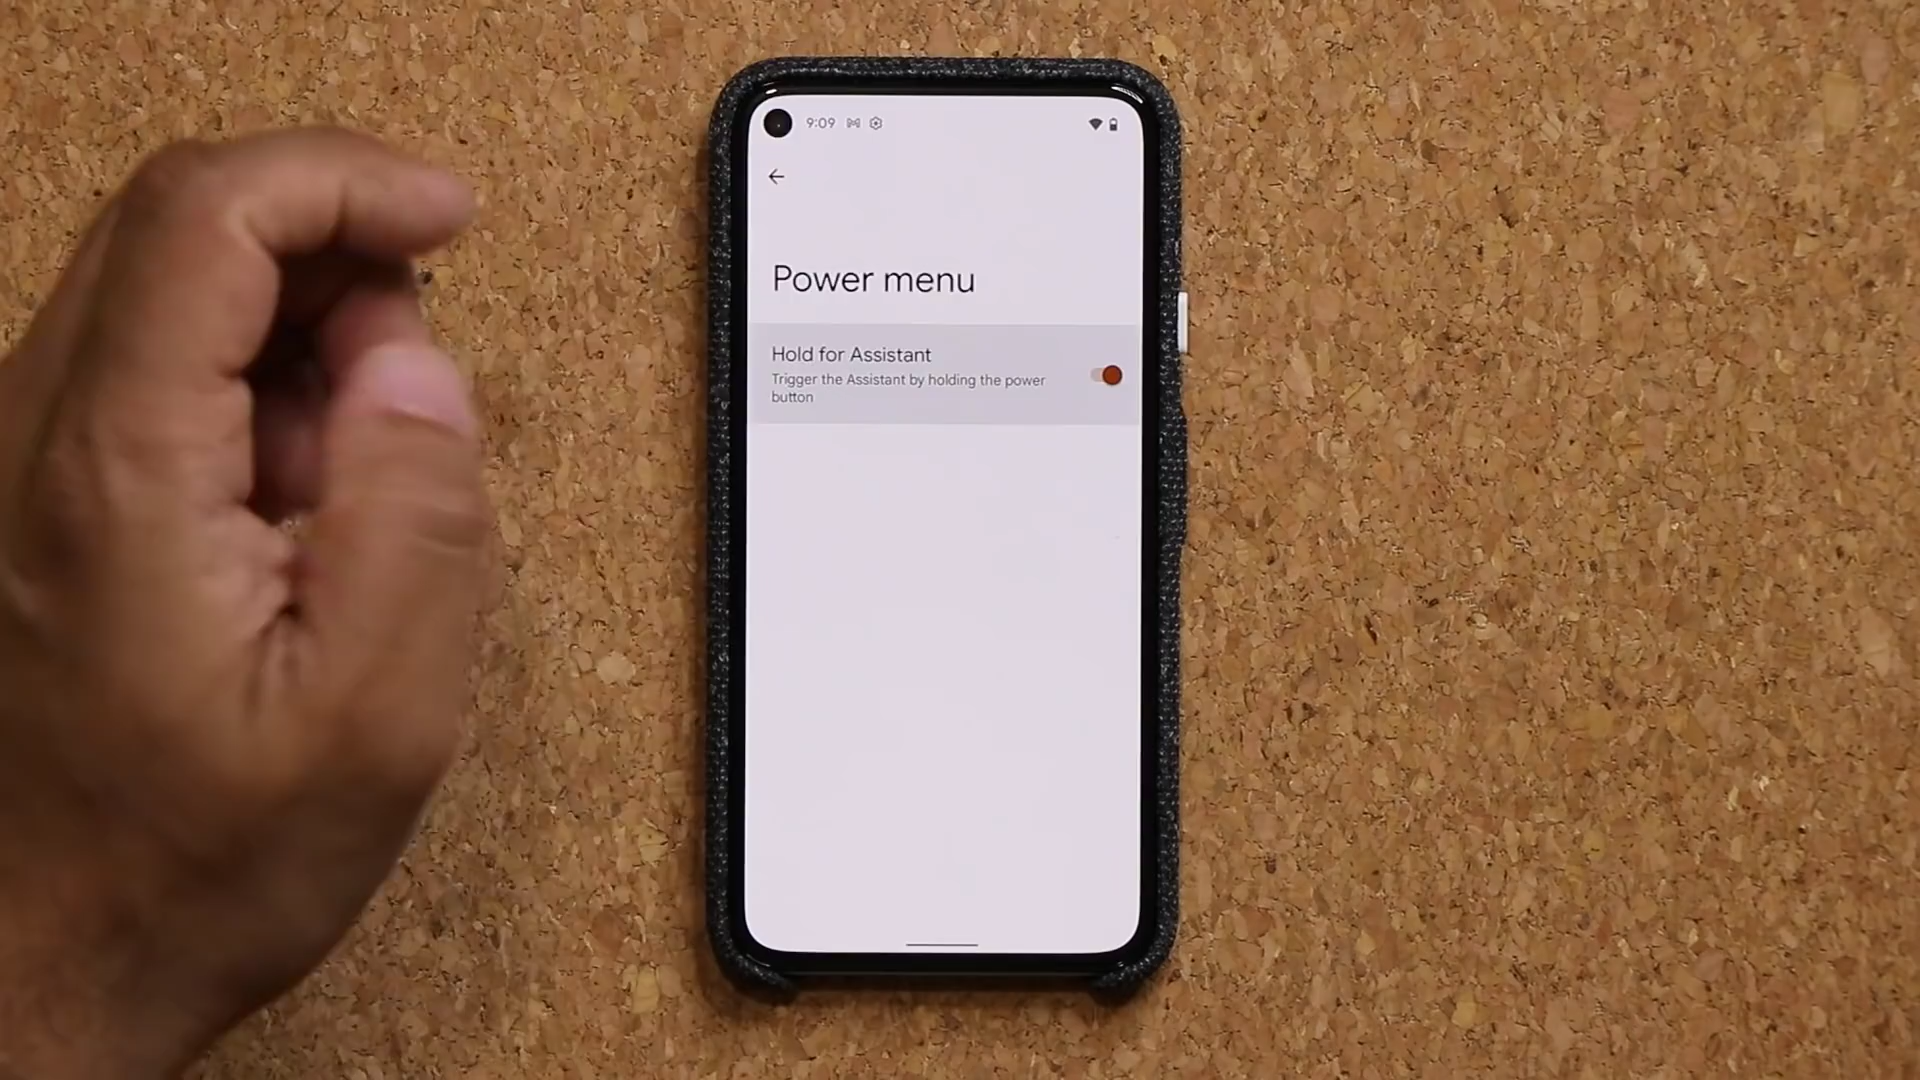 9:09
Power menu
Hold for Assistant
Trigger the Assistant by holding the power
button